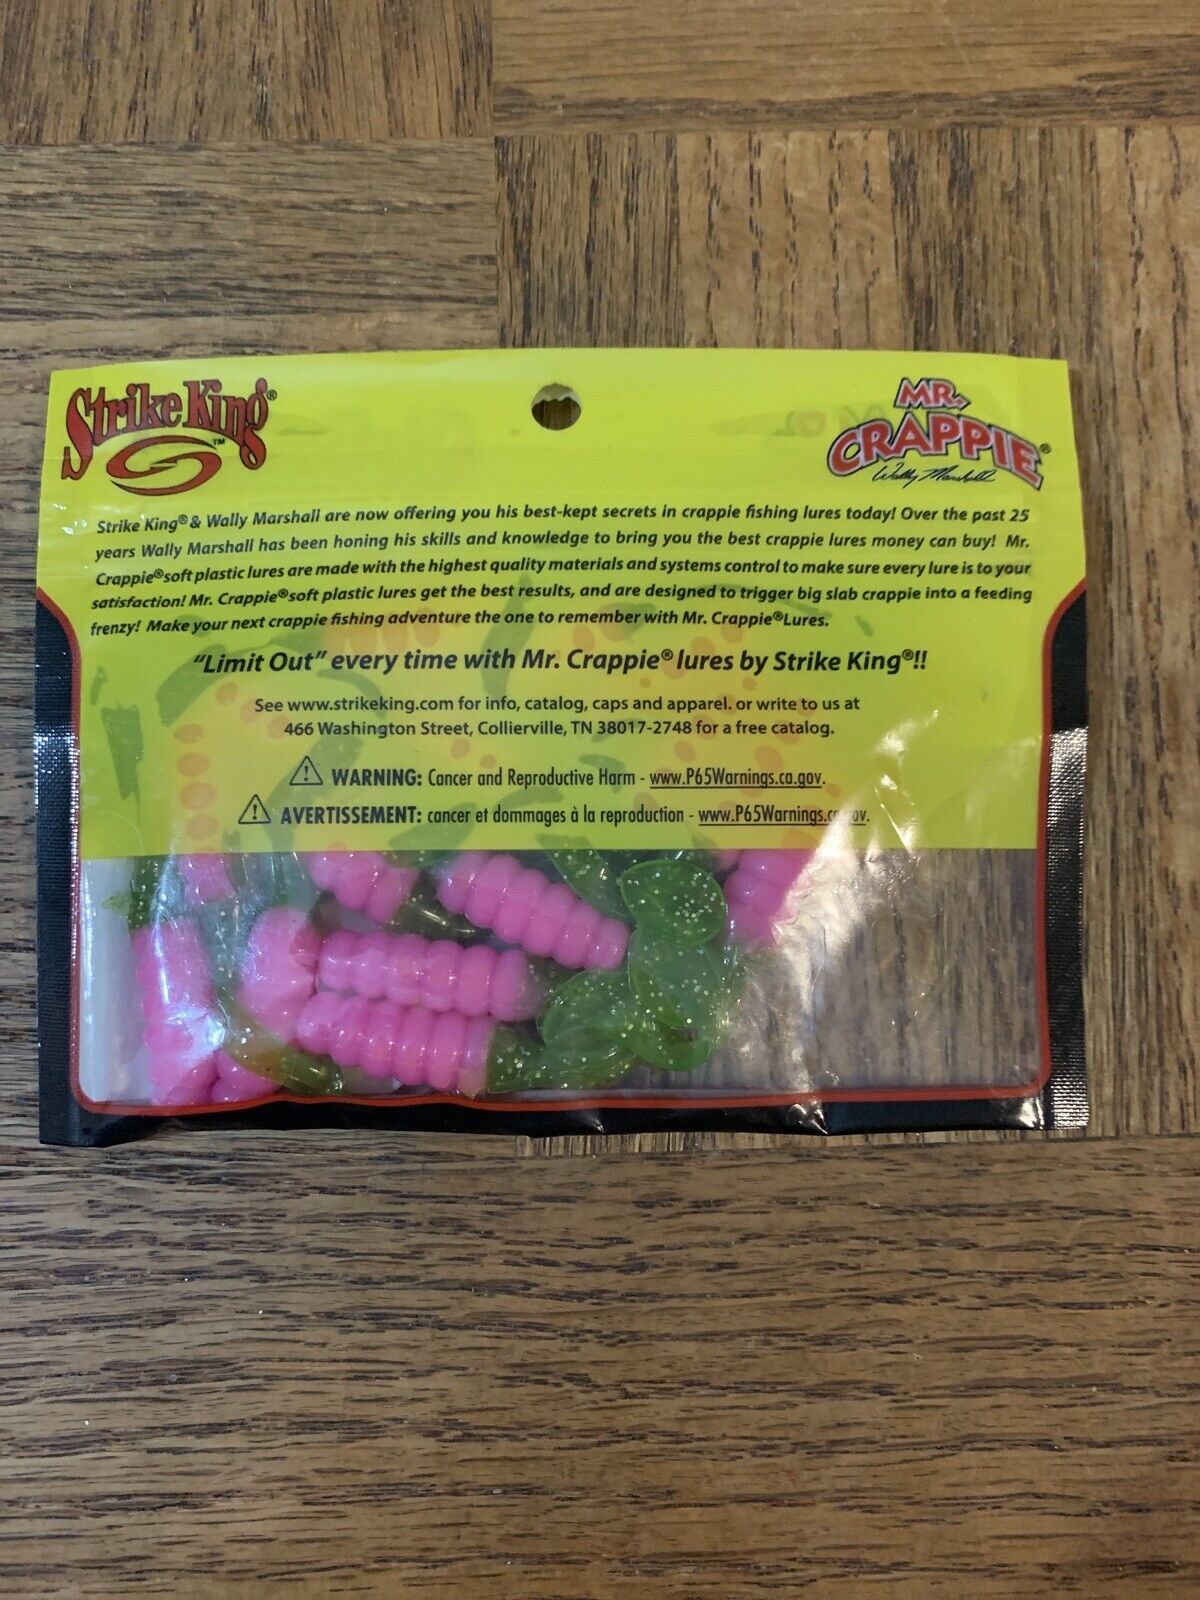 Strike King®
™
MR.
CRAPPIE®
Wally Marshall
Strike King® & Wally Marshall are now offering you his best-kept secrets in crappie fishing lures today! Over the past 25
years Wally Marshall has been honing his skills and knowledge to bring you the best crappie lures money can buy! Mr.
Crappie® soft plastic lures are made with the highest quality materials and systems control to make sure every lure is to your
satisfaction! Mr. Crappie® soft plastic lures get the best results, and are designed to trigger big slab crappie into a feeding
frenzy! Make your next crappie fishing adventure the one to remember with Mr. Crappie® Lures.
"Limit Out" every time with Mr. Crappie® lures by Strike King®!!
See www.strikeking.com for info, catalog, caps and apparel. or write to us at
466 Washington Street, Collierville, TN 38017-2748 for a free catalog.
WARNING: Cancer and Reproductive Harm - www.P65Warnings.ca.gov.
AVERTISSEMENT: cancer et dommages à la reproduction - www.P65Warnings.ca.gov.